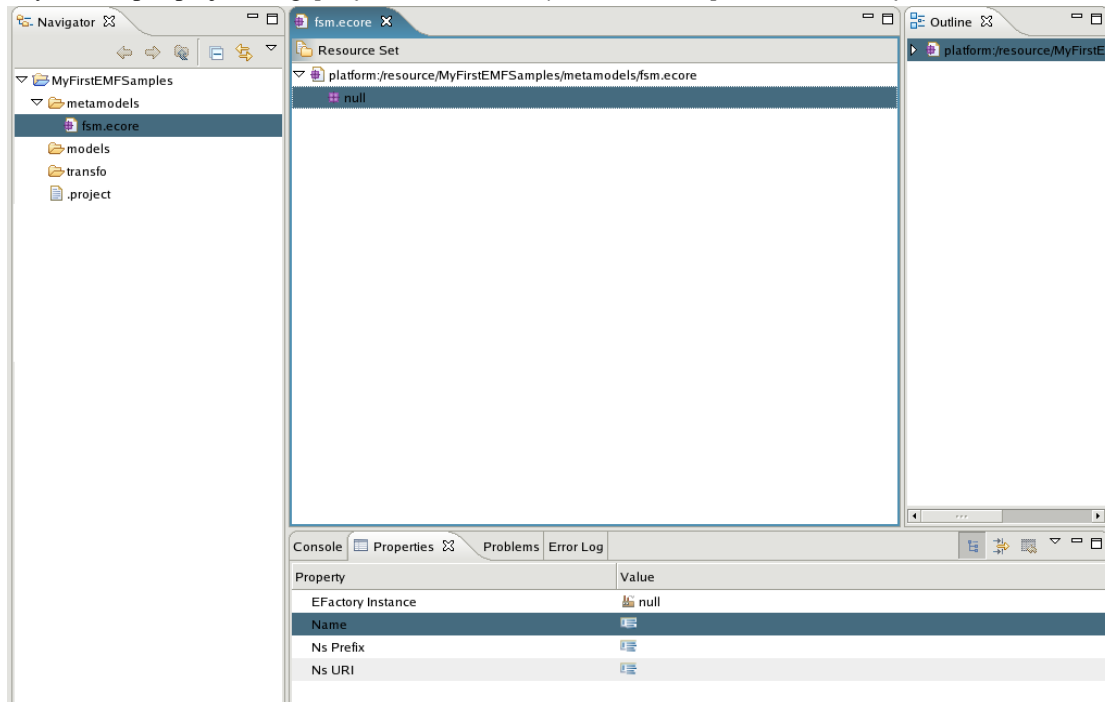 Navigator
MyFirstEMFSamples
metamodels
fsm.ecore
models
transfo
.project
fsm.ecore
Resource Set
platform:/resource/MyFirstEMFSamples/metamodels/fsm.ecore
null
Outline
platform:/resource/MyFirstE
Console Properties Problems Error Log
Property Value
EFactory Instance null
Name
Ns Prefix
Ns URI